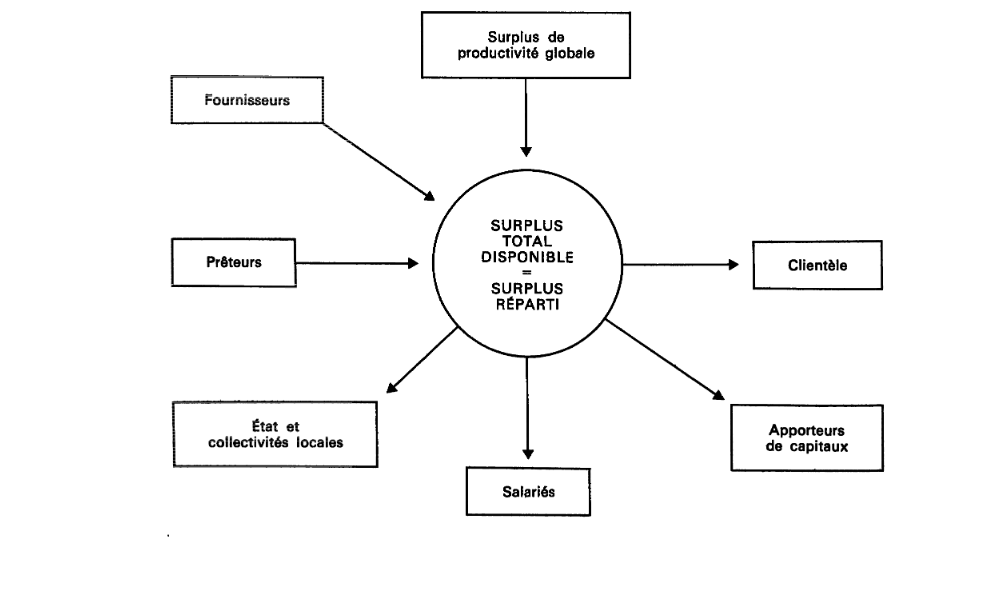 Surplus de
productivité globale
Fournisseurs
SURPLUS
TOTAL
DISPONIBLE
=
SURPLUS
RÉPARTI
Prêteurs
Clientèle
État et
collectivités locales
Apporteurs
de capitaux
Salariés